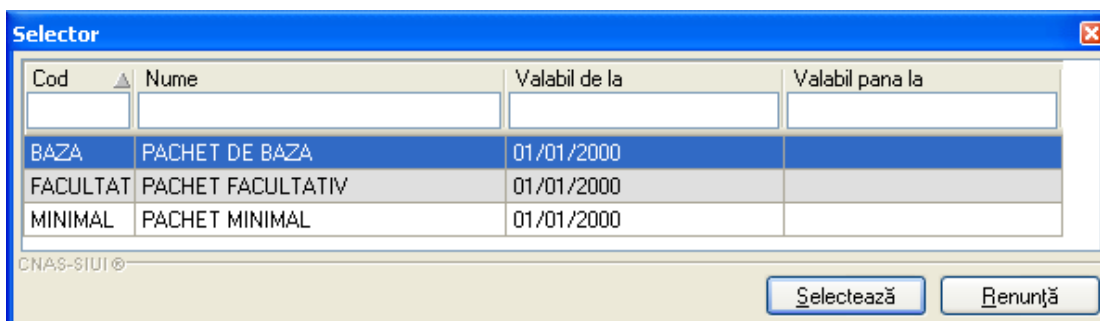 Selector
Cod Nume Valabil de la Valabil pana la
BAZA PACHET DE BAZA 01/01/2000
FACULTAT PACHET FACULTATIV 01/01/2000
MINIMAL PACHET MINIMAL 01/01/2000
CNAS-SIUI ®
Selectează Renunţă